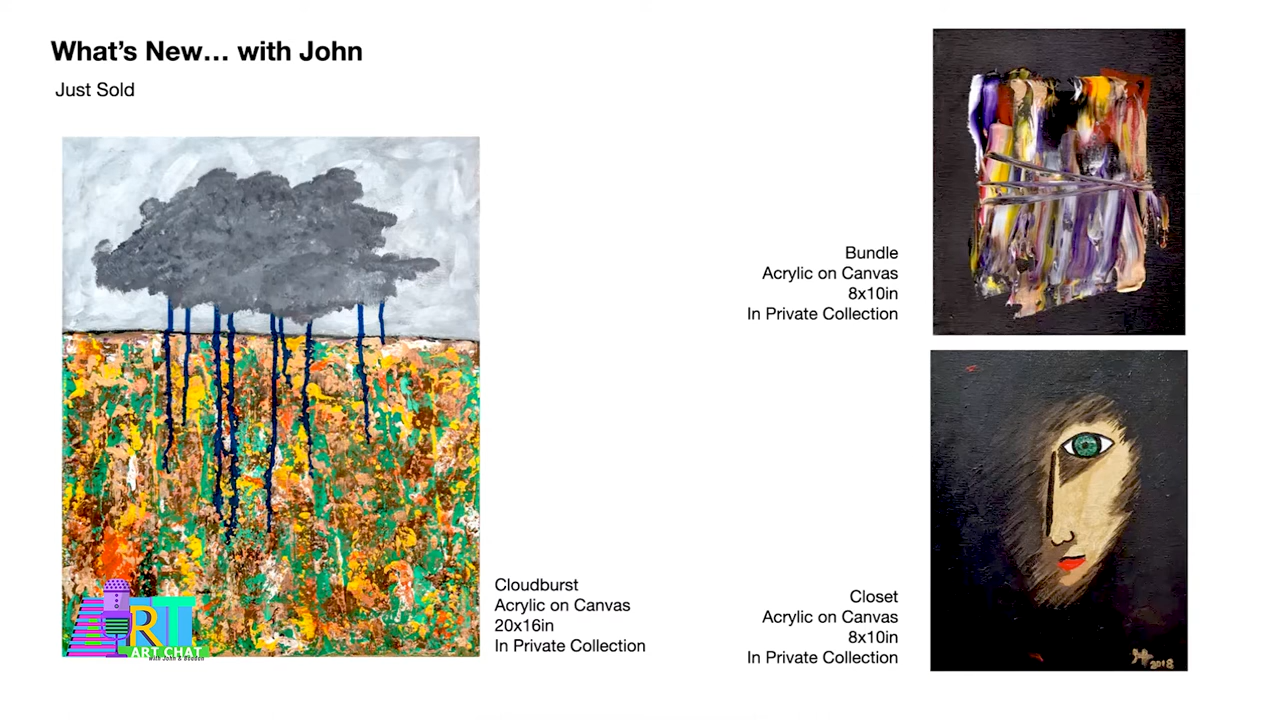 What's New... with John
Just Sold
Bundle
Acrylic on Canvas
8x10in
In Private Collection
Cloudburst
Acrylic on Canvas
20x16in
In Private Collection
Closet
Acrylic on Canvas
8x10in
In Private Collection
ART
ART CHAT
2018